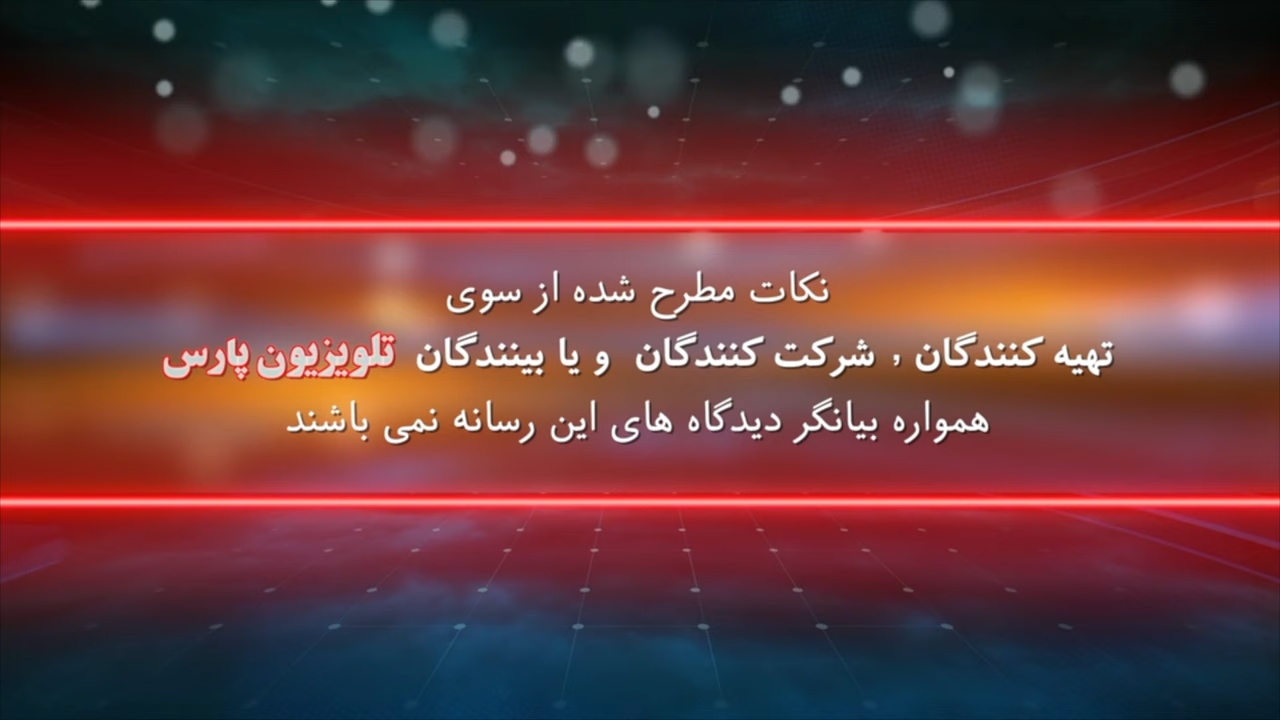 نکات مطرح شده از سوی
تهیه کنندگان , شرکت کنندگان و یا بینندگان تلویزیون پارس
همواره بیانگر دیدگاه های این رسانه نمی باشند